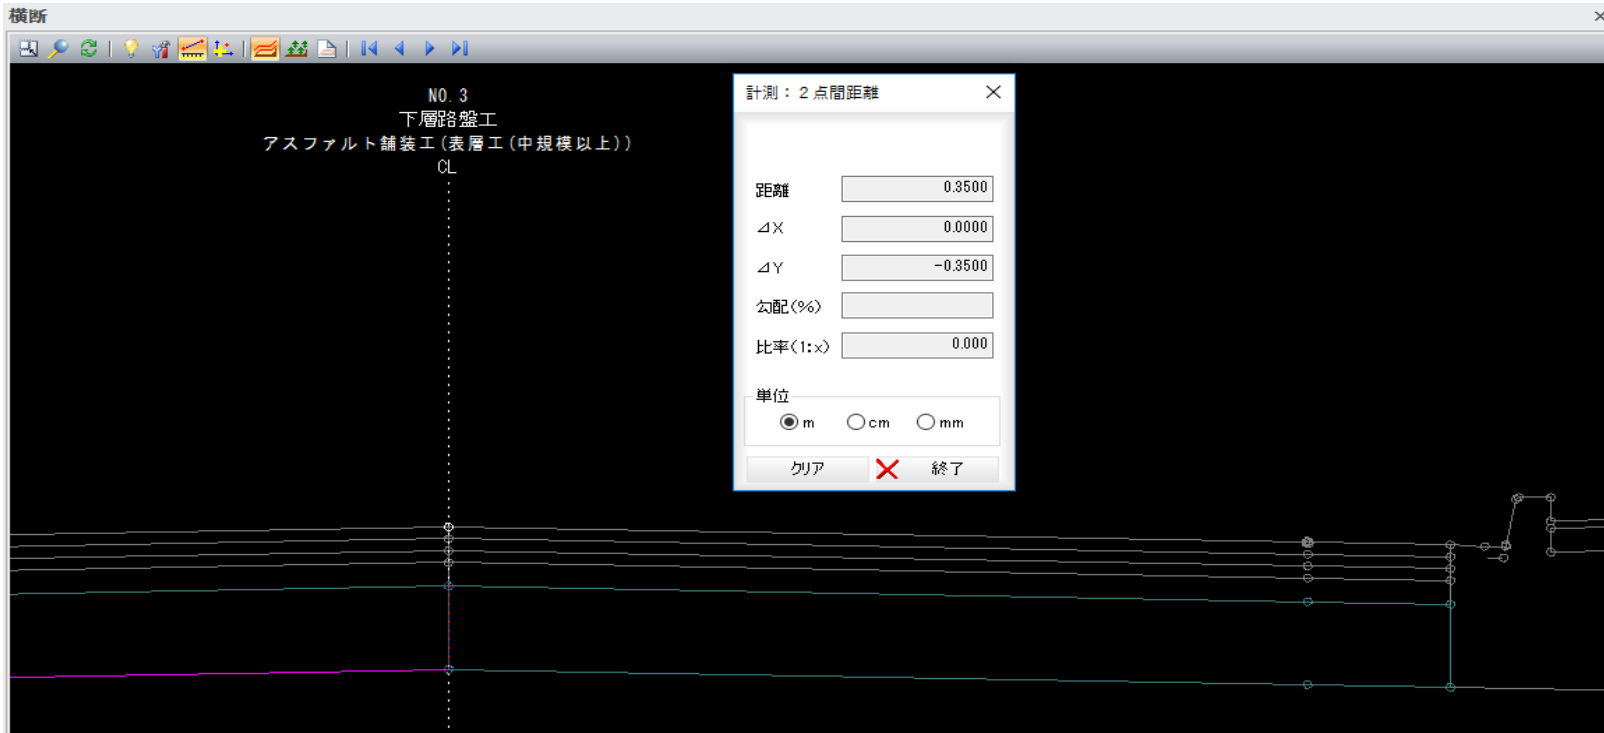 横断
NO.3
下層路盤工
アスファルト舗装工(表層工(中規模以上))
CL
計測：２点間距離
距離 0.3500
⊿X 0.0000
⊿Y -0.3500
勾配(%)
比率(1:x) 0.000
単位
m cm mm
クリア 終了